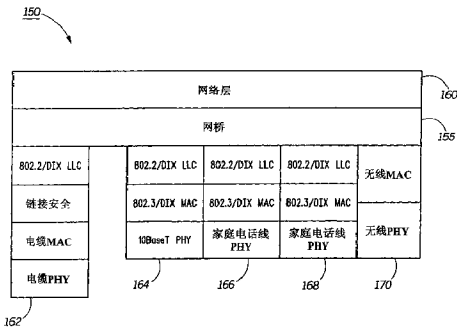 150
网络层
160
网桥
155
802.2/DIX LLC
802.2/DIX LLC
802.2/DIX LLC
802.2/DIX LLC
无线MAC
链接安全
802.3/DIX MAC
802.3/DIX MAC
802.3/DIX MAC
电缆MAC
10BaseT PHY
家庭电话线
PHY
家庭电话线
PHY
无线PHY
电缆PHY
162
164
166
168
170